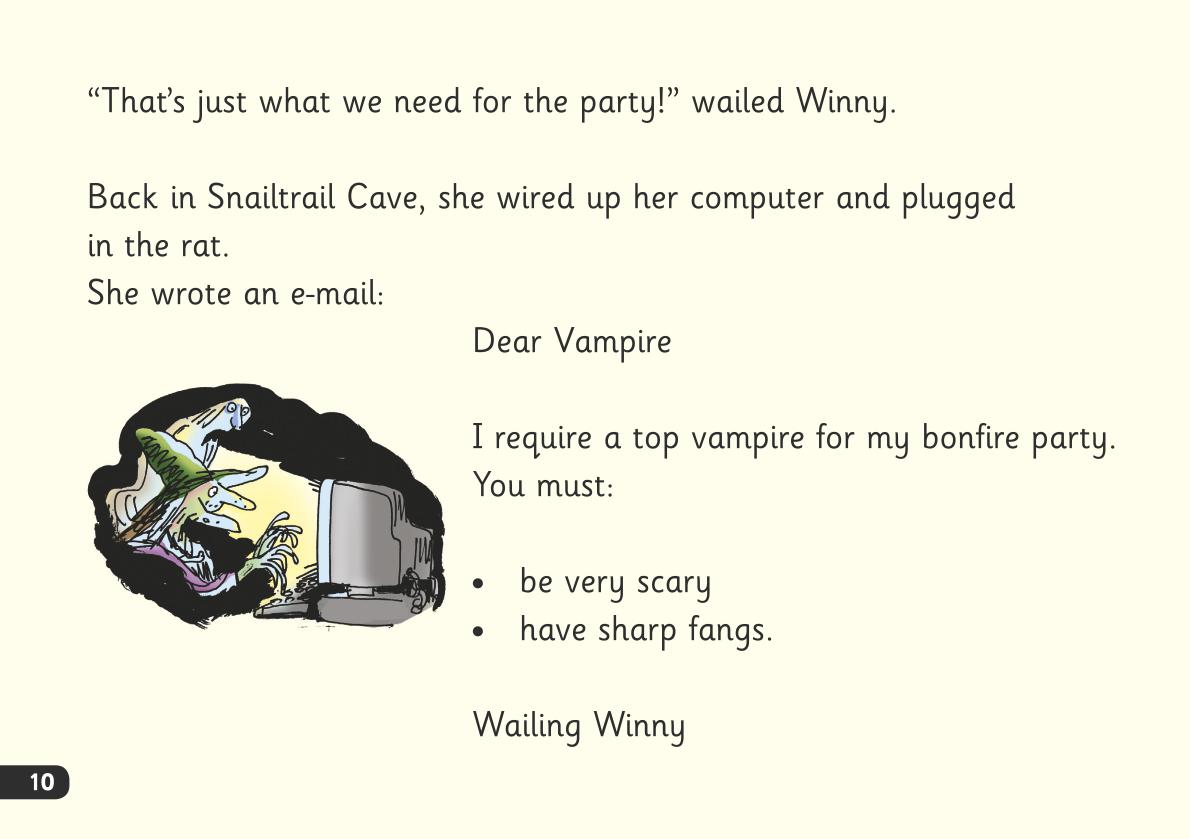 “That’s just what we need for the party!” wailed Winny.
Back in Snailtrail Cave, she wired up her computer and plugged
in the rat.
She wrote an e-mail:
Dear Vampire
I require a top vampire for my bonfire party.
You must:
• be very scary
• have sharp fangs.
Wailing Winny
10